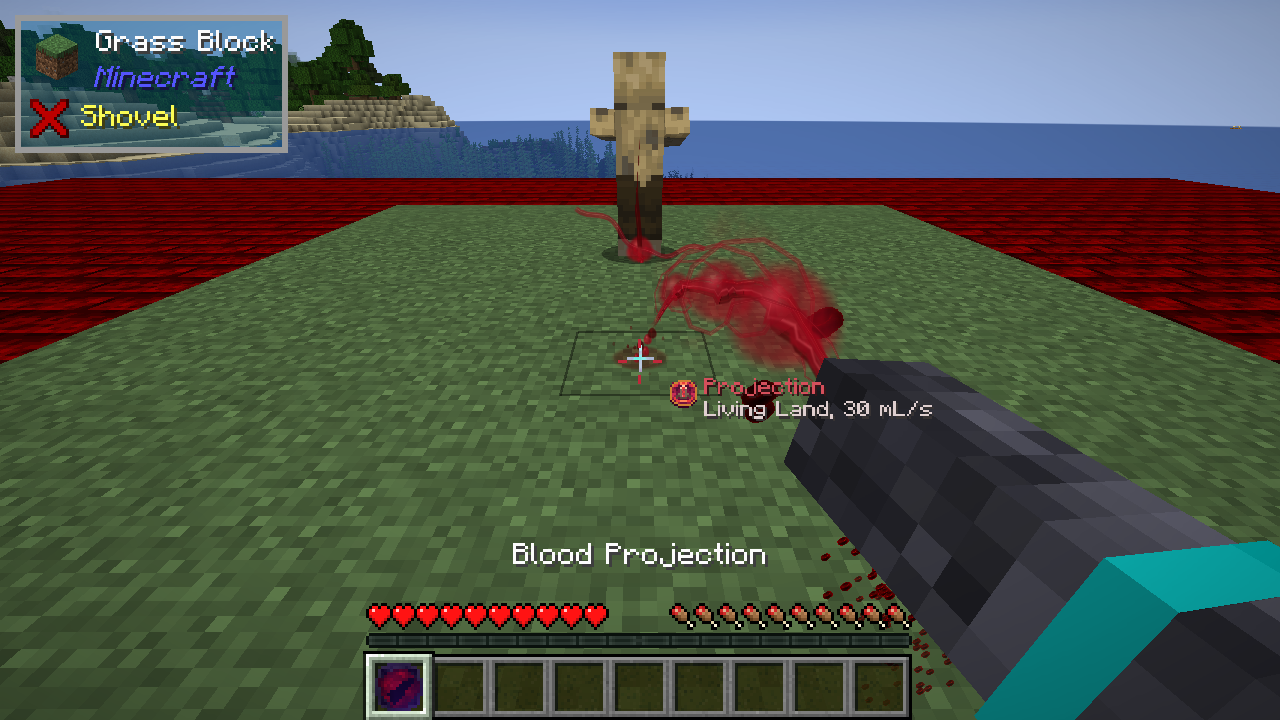 Grass Block
Minecraft
Shovel
Projection
Living Land, 30 mL/s
Blood Projection